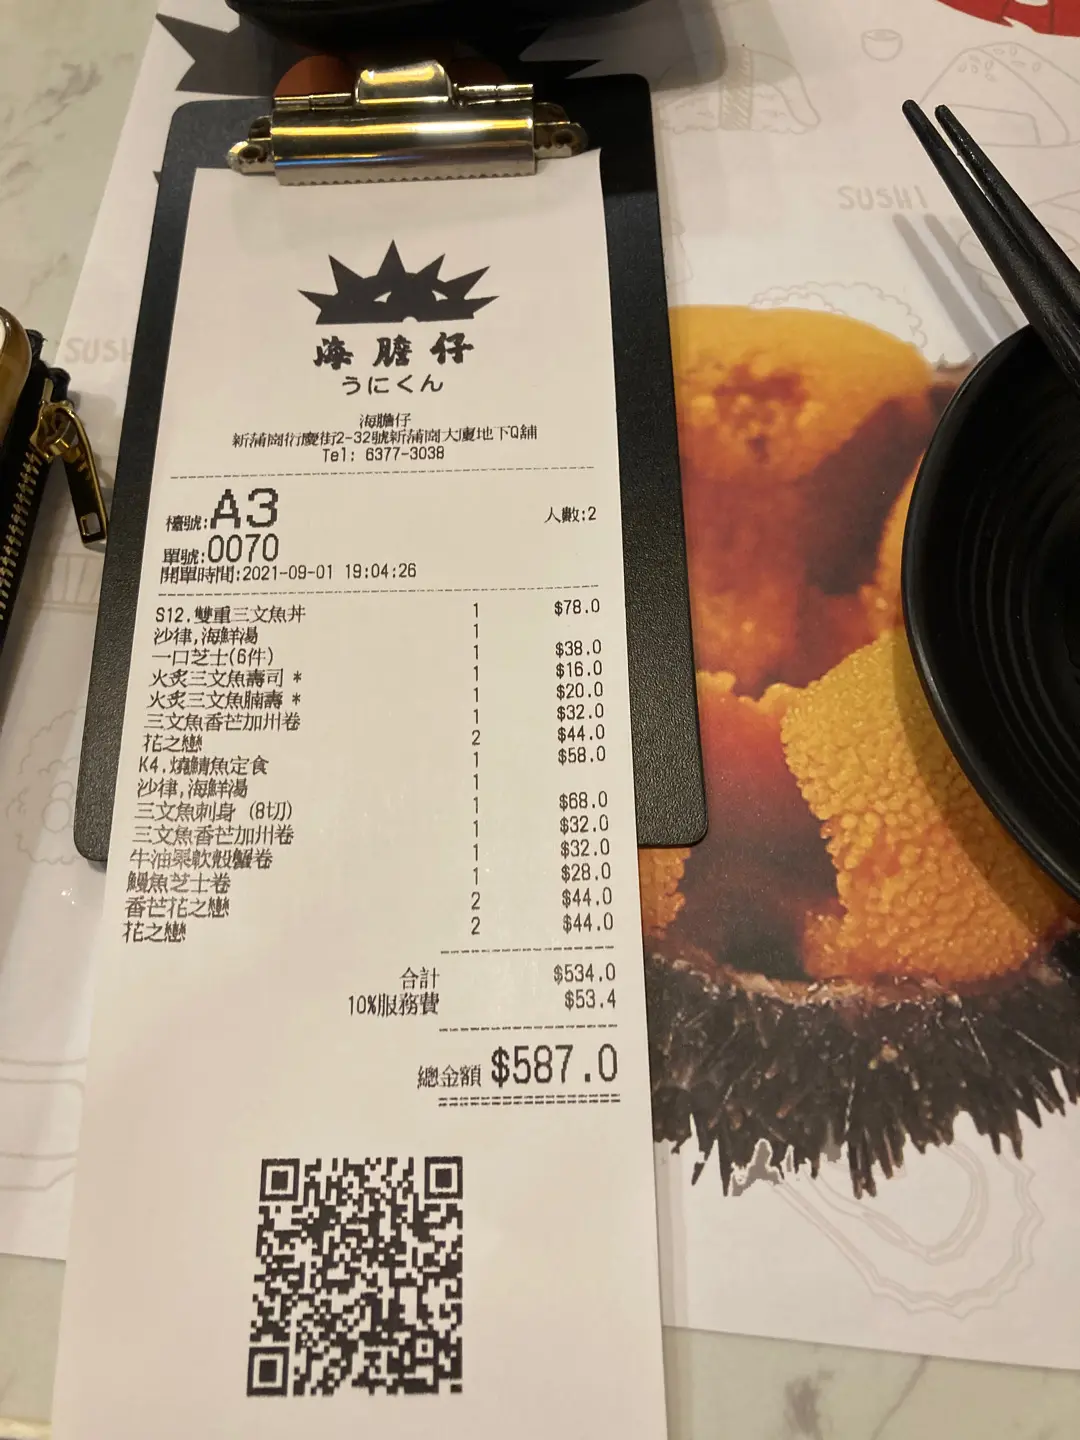 SUSHI
SUSH
海膽仔
うにくん
海膽仔
新蒲崗衍慶街2-32號新蒲崗大廈地下Q舖
Tel: 6377-3038
檯號:A3 人數:2
單號:0070
開單時間:2021-09-01 19:04:26
S12.雙重三文魚丼 1 $78.0
沙律,海鮮湯 1
一口芝士(6件) 1 $38.0
火炙三文魚壽司 * 1 $16.0
火炙三文魚腩壽 * 1 $20.0
三文魚香芒加州卷 1 $32.0
花之戀 2 $44.0
K4.燒鯖魚定食 1 $58.0
沙律,海鮮湯 1
三文魚刺身 (8切) 1 $68.0
三文魚香芒加州卷 1 $32.0
牛油果軟殼蟹卷 1 $32.0
鰻魚芝士卷 1 $28.0
香芒花之戀 2 $44.0
花之戀 2 $44.0
合計 $534.0
10%服務費 $53.4
總金額 $587.0